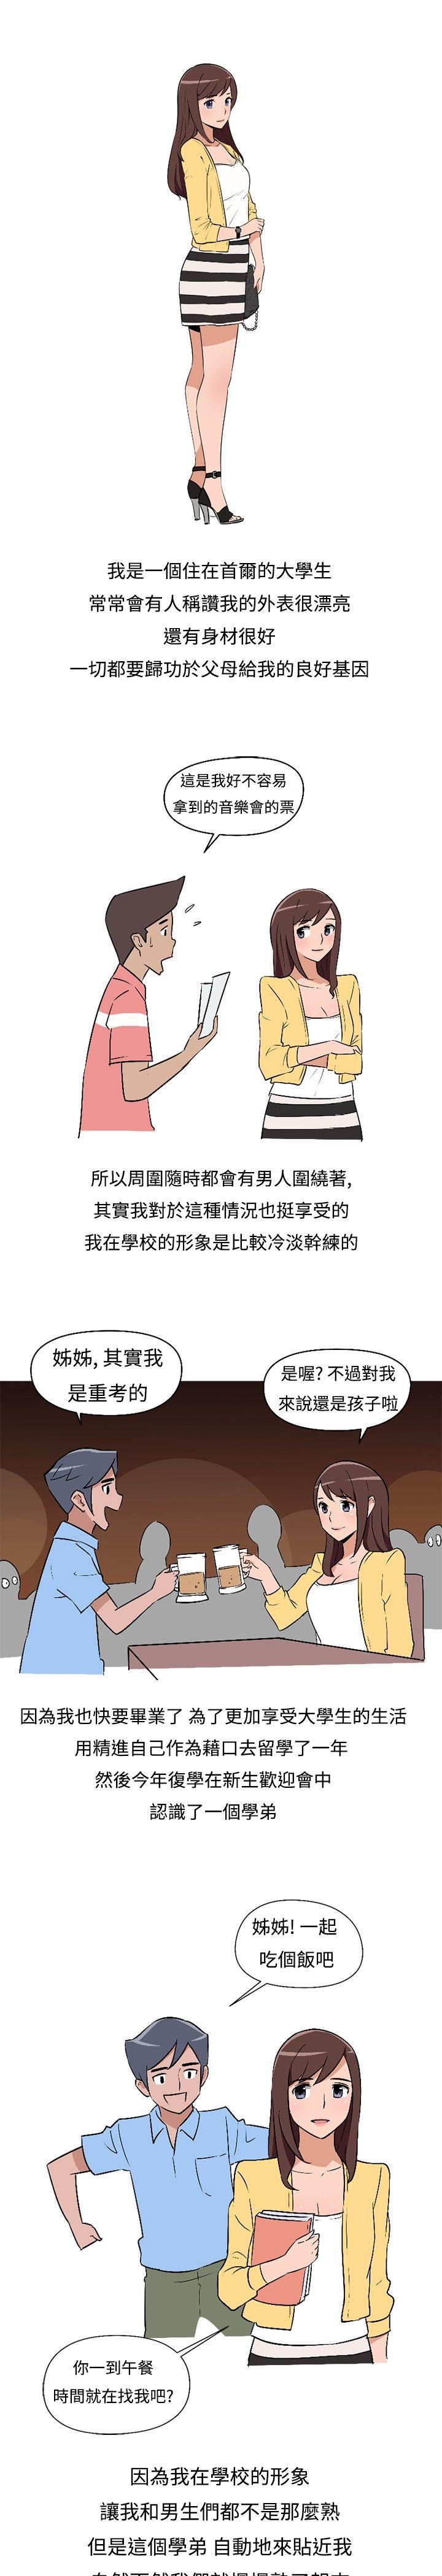 我是一個住在首爾的大學生
常常會有人稱讚我的外表很漂亮
還有身材很好
一切都要歸功於父母給我的良好基因
這是我好不容易
拿到的音樂會的票
所以周圍隨時都會有男人圍繞著,
其實我對於這種情況也挺享受的
我在學校的形象是比較冷淡幹練的
姊姊, 其實我
是重考的
是喔? 不過對我
來說還是孩子啦
因為我也快要畢業了 為了更加享受大學生的生活
用精進自己作為藉口去留學了一年
然後今年復學在新生歡迎會中
認識了一個學弟
姊姊! 一起
吃個飯吧
你一到午餐
時間就在找我吧?
因為我在學校的形象
讓我和男生們都不是那麼熟
但是這個學弟 自動地來貼近我